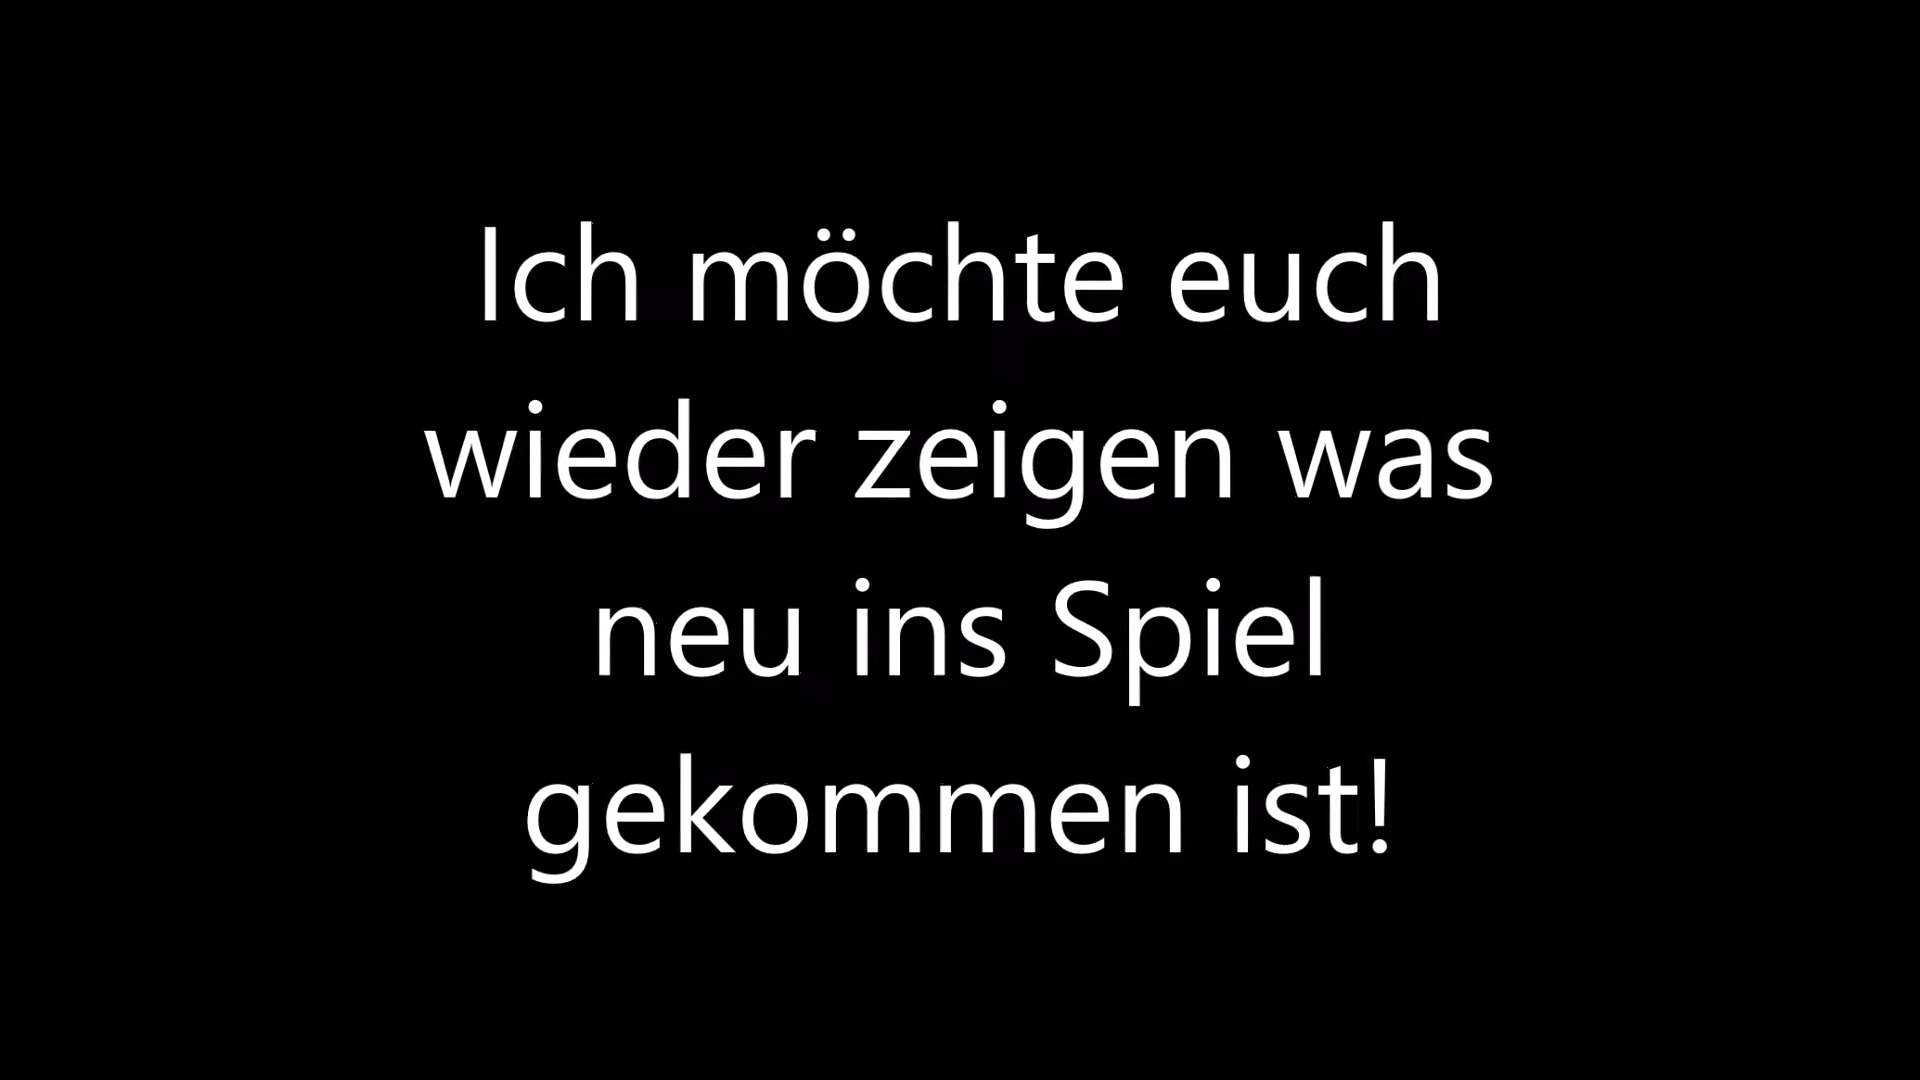 Ich möchte euch
wieder zeigen was
neu ins Spiel
gekommen ist!